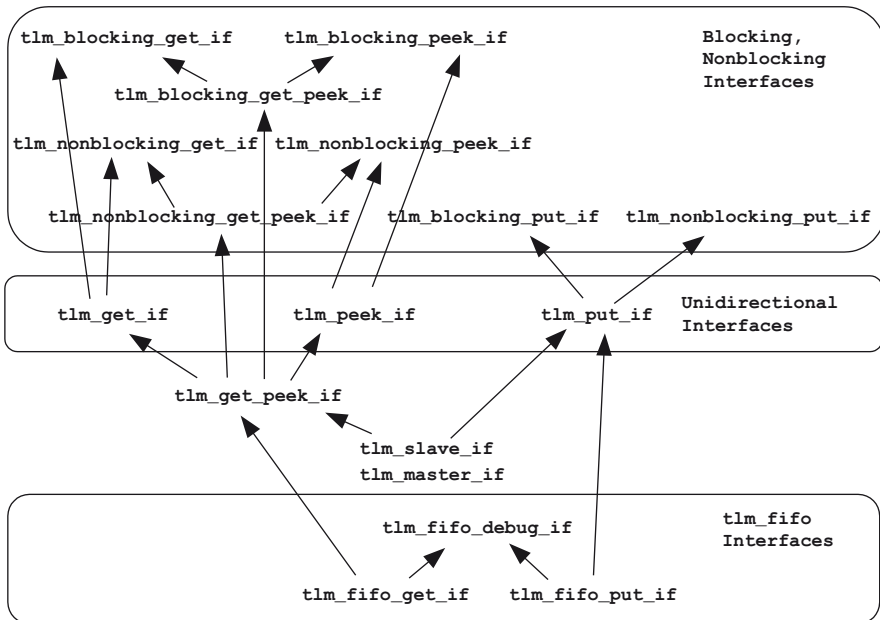 tlm_blocking_get_if
tlm_blocking_peek_if
Blocking,
Nonblocking
Interfaces
tlm_blocking_get_peek_if
tlm_nonblocking_get_if
tlm_nonblocking_peek_if
tlm_nonblocking_get_peek_if
tlm_blocking_put_if
tlm_nonblocking_put_if
tlm_get_if
tlm_peek_if
tlm_put_if
Unidirectional
Interfaces
tlm_get_peek_if
tlm_slave_if
tlm_master_if
tlm_fifo
Interfaces
tlm_fifo_debug_if
tlm_fifo_get_if
tlm_fifo_put_if